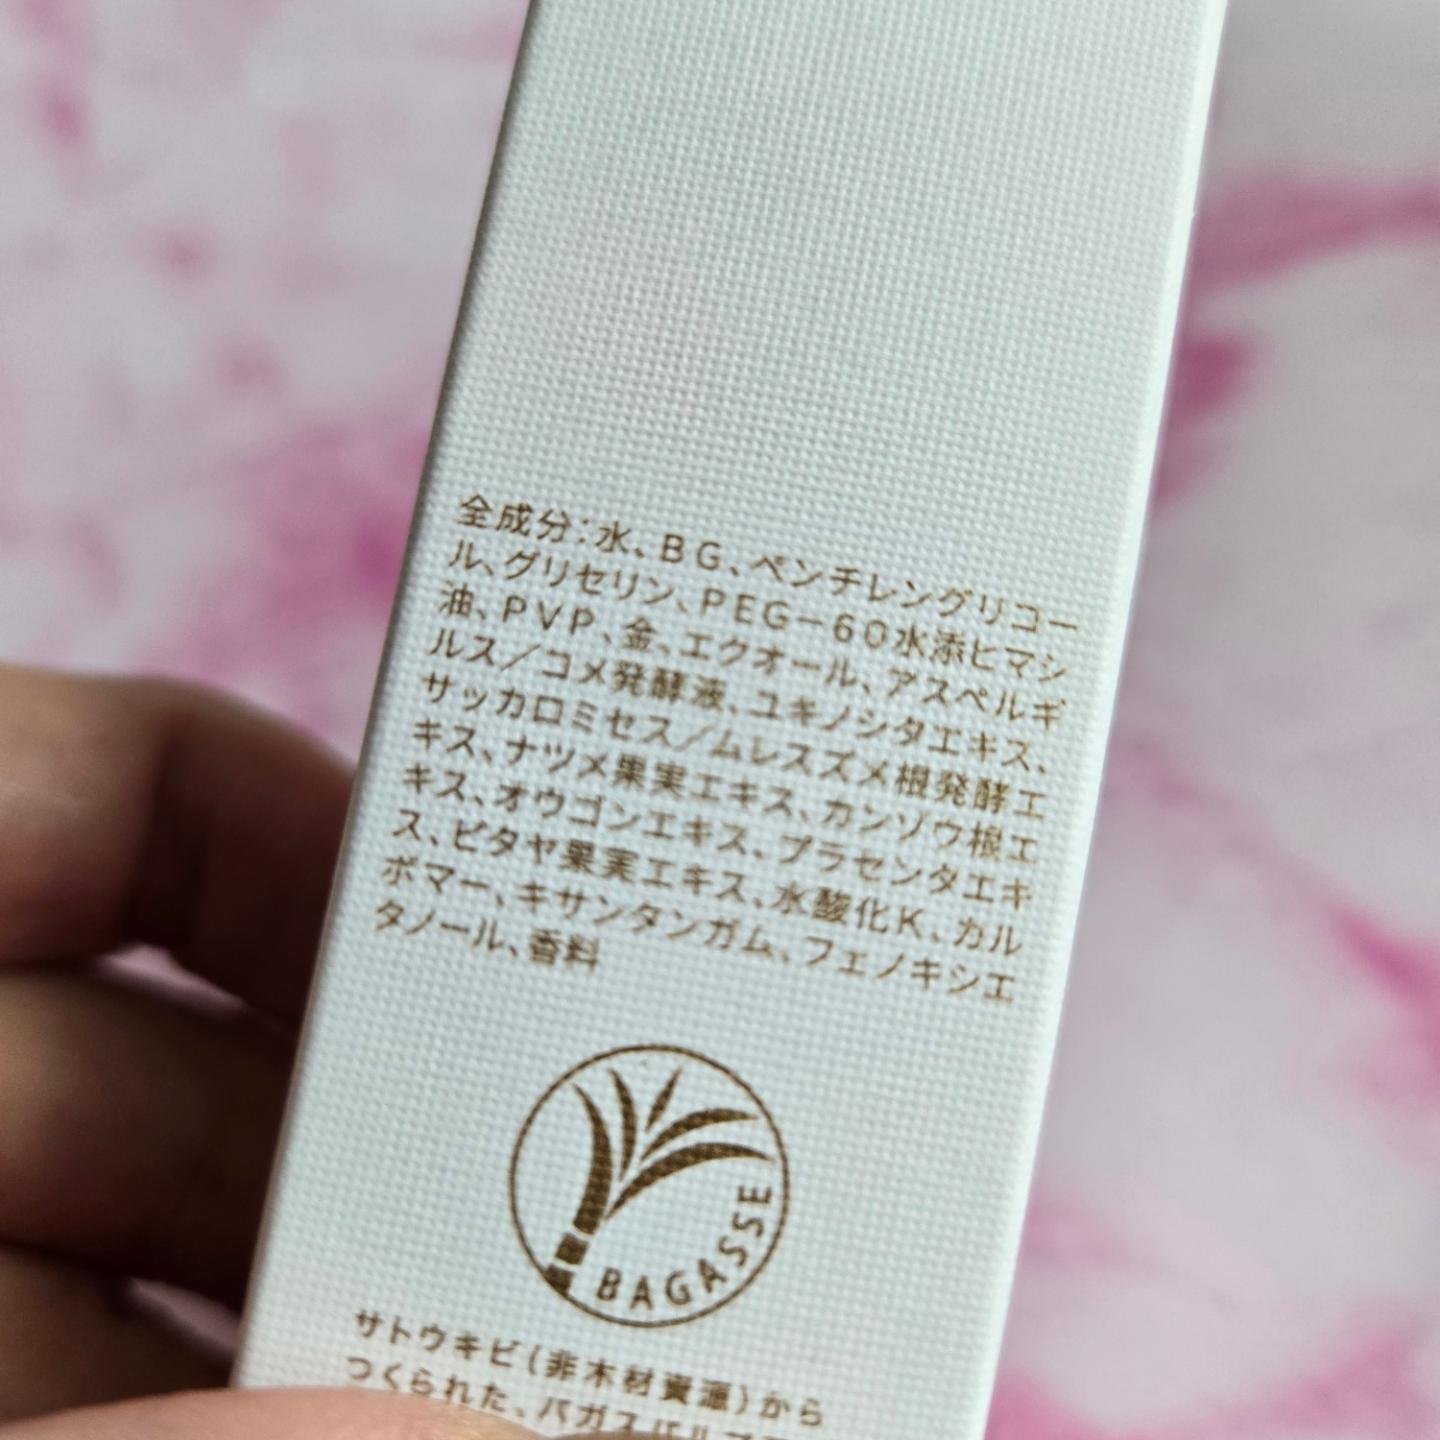 全成分:水、BG、ペンチレングリコー
ル、グリセリン、PEG-60水添ヒマシ
油、PVP、金、エクオール、アスペルギ
ルス/コメ発酵液、ユキノシタエキス、
サッカロミセス/ムレスズメ根発酵エ
キス、ナツメ果実エキス、カンゾウ根エ
キス、オウゴンエキス、プラセンタエキ
ス、ピタヤ果実エキス、水酸化K、カル
ボマー、キサンタンガム、フェノキシエ
タノール、香料
BAGASSE
サトウキビ(非木材資源)から
つくられた、バガスパルプ